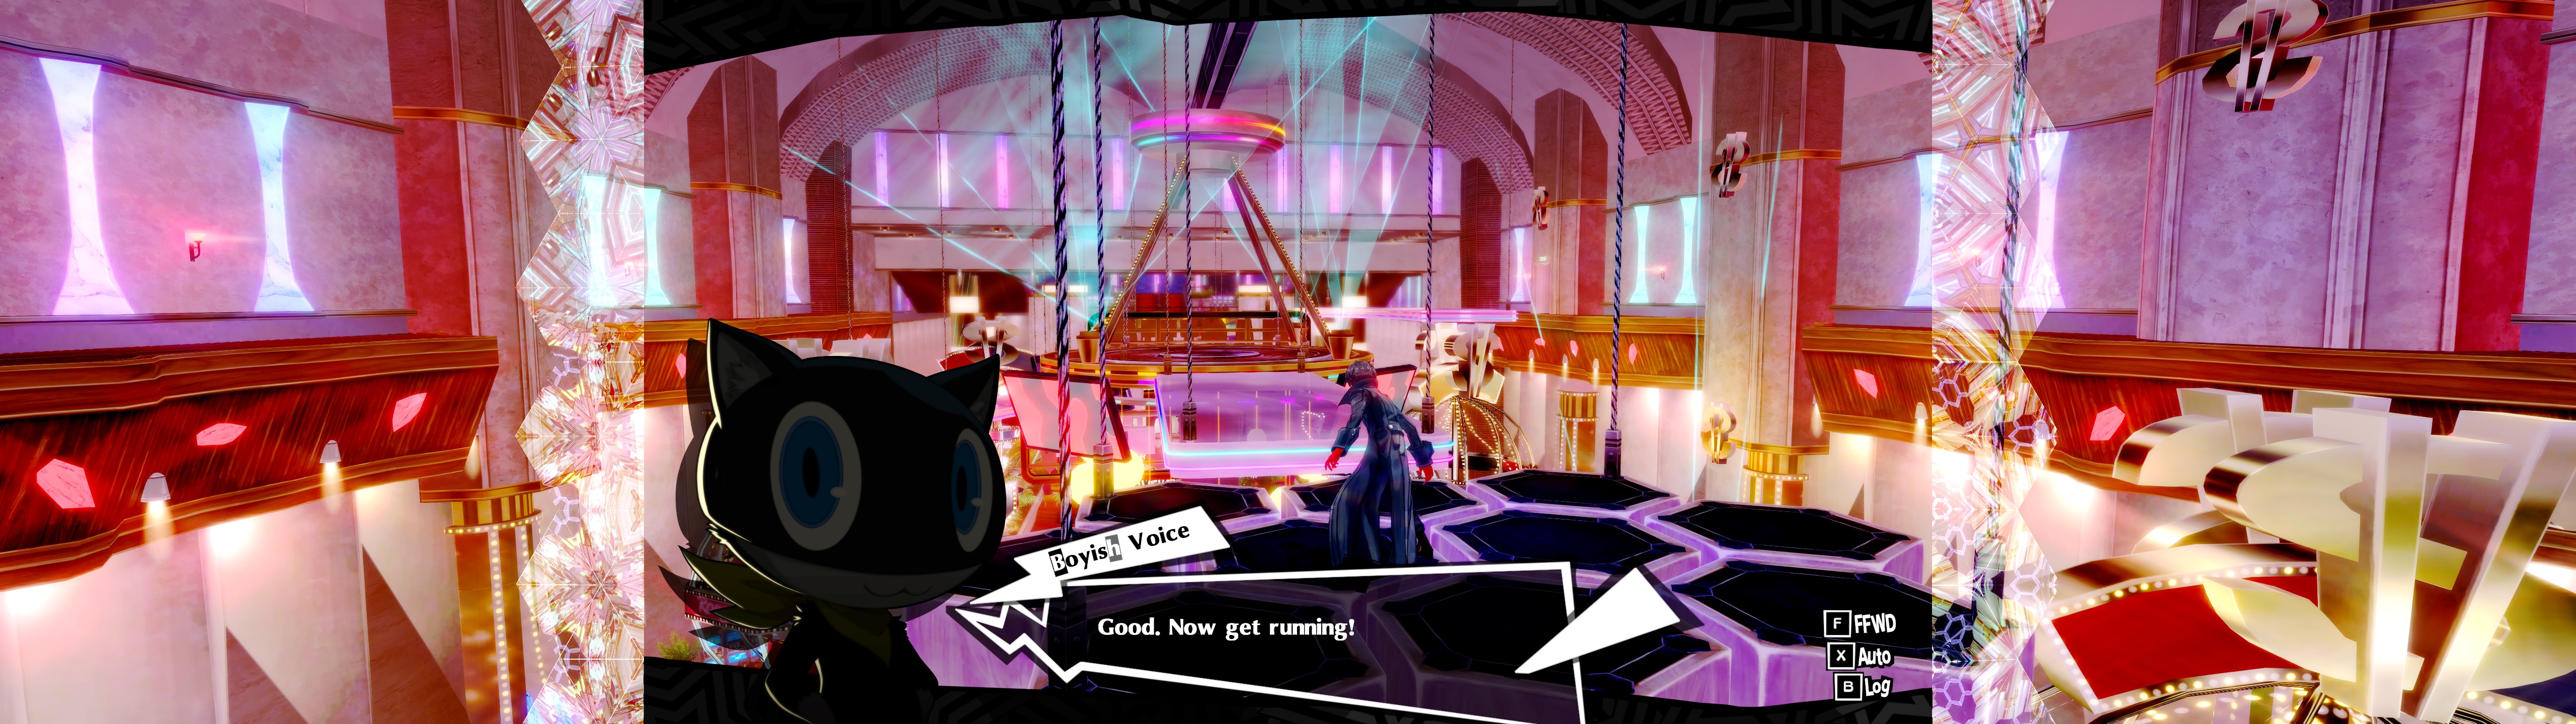 Boyish Voice
Good. Now get running!
F FFWD
X Auto
B Log